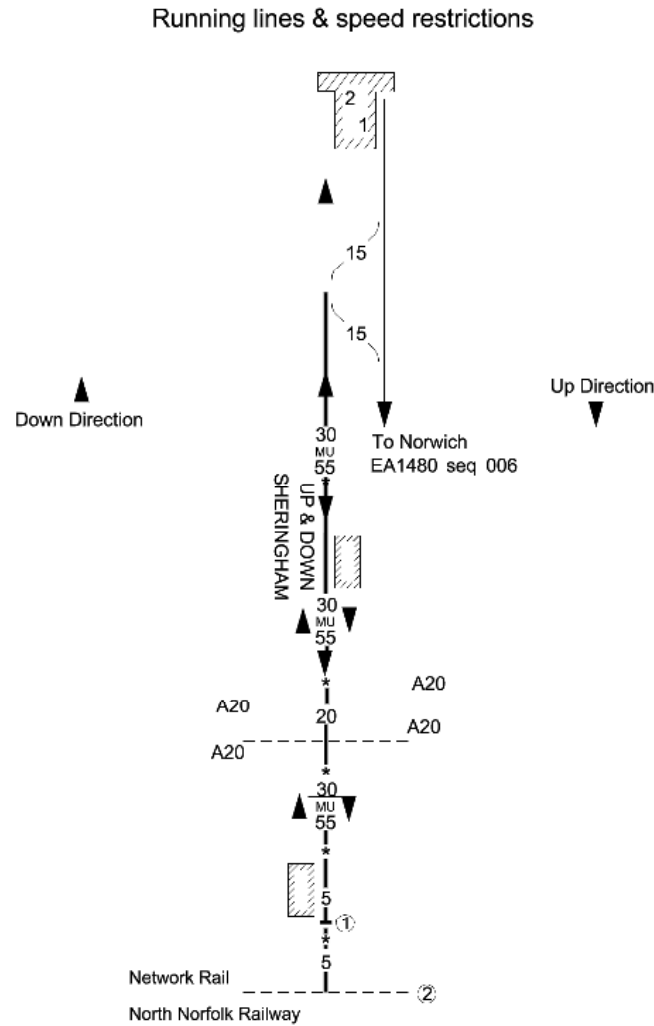 Running lines & speed restrictions
2
1
15
15
Down Direction
Up Direction
30
MU
55
*
To Norwich
EA1480 seq 006
UP & DOWN
SHERINGHAM
30
MU
55
*
A20
A20
20
A20
A20
*
30
MU
55
*
5
①
*
5
Network Rail
②
North Norfolk Railway